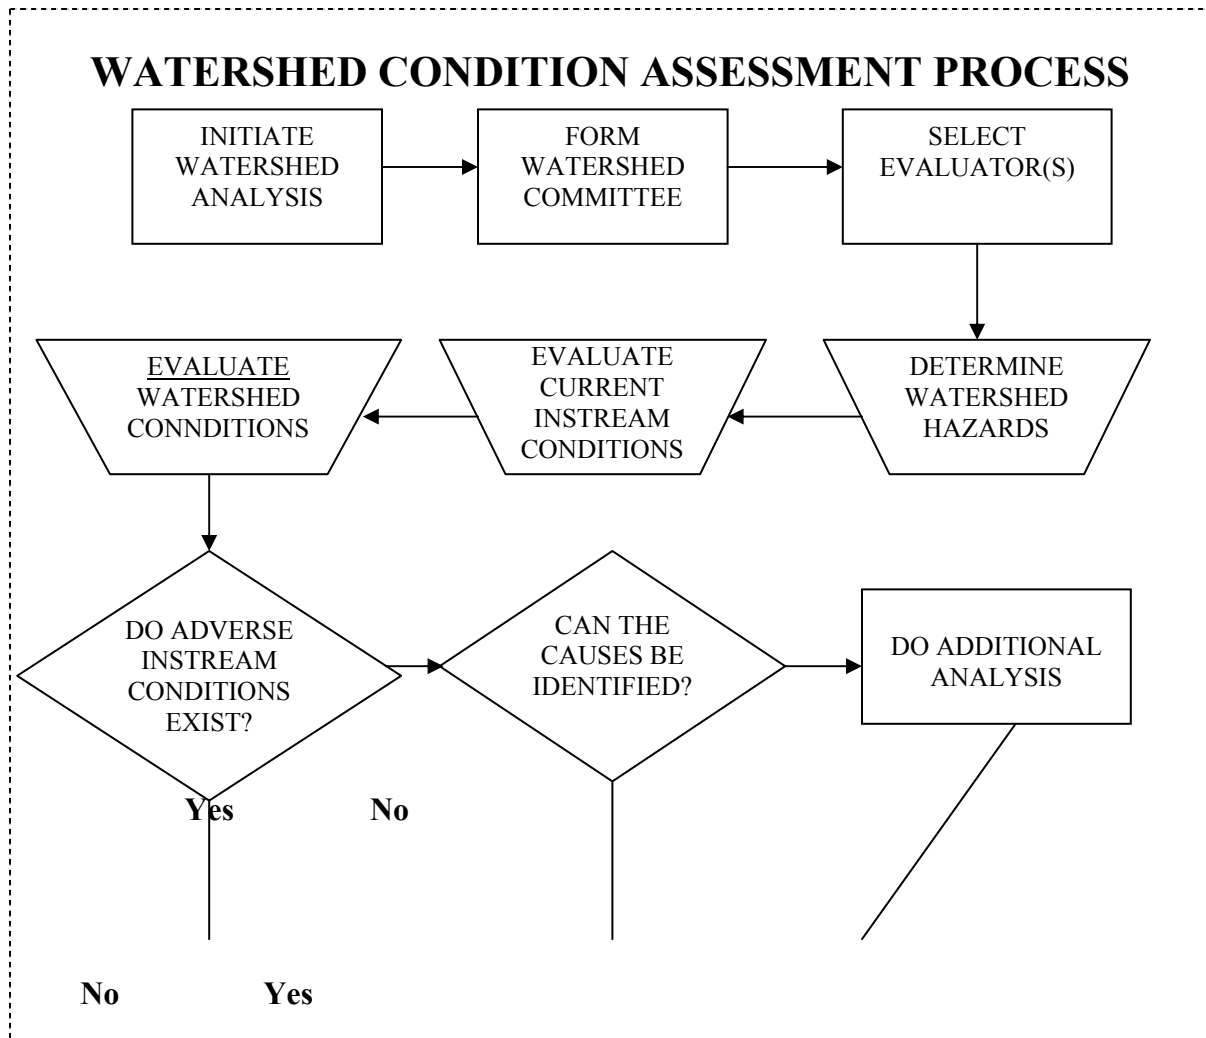 WATERSHED CONDITION ASSESSMENT PROCESS
INITIATE
WATERSHED
ANALYSIS
FORM
WATERSHED
COMMITTEE
SELECT
EVALUATOR(S)
EVALUATE
WATERSHED
CONNDITIONS
EVALUATE
CURRENT
INSTREAM
CONDITIONS
DETERMINE
WATERSHED
HAZARDS
DO ADVERSE
INSTREAM
CONDITIONS
EXIST?
CAN THE
CAUSES BE
IDENTIFIED?
DO ADDITIONAL
ANALYSIS
Yes No
No Yes